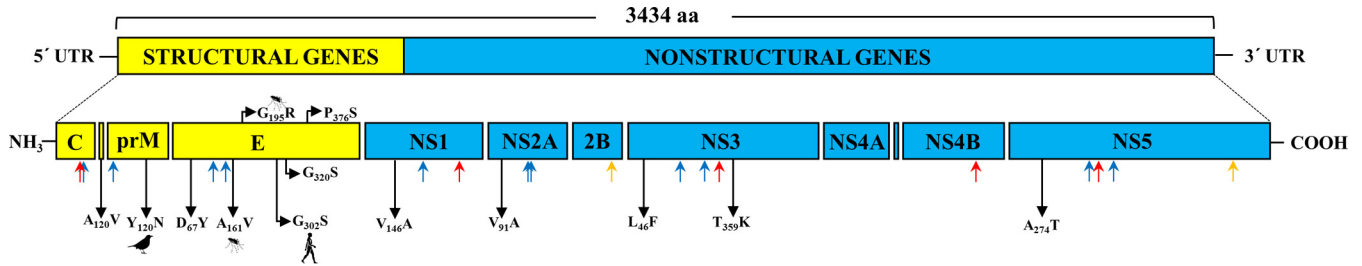 3434 aa
5´ UTR STRUCTURAL GENES NONSTRUCTURAL GENES 3´ UTR
G195R P376S
NH3 C prM E NS1 NS2A 2B NS3 NS4A NS4B NS5 COOH
G320S
A120V Y120N D67Y A161V G302S V146A V91A L46F T359K A274T